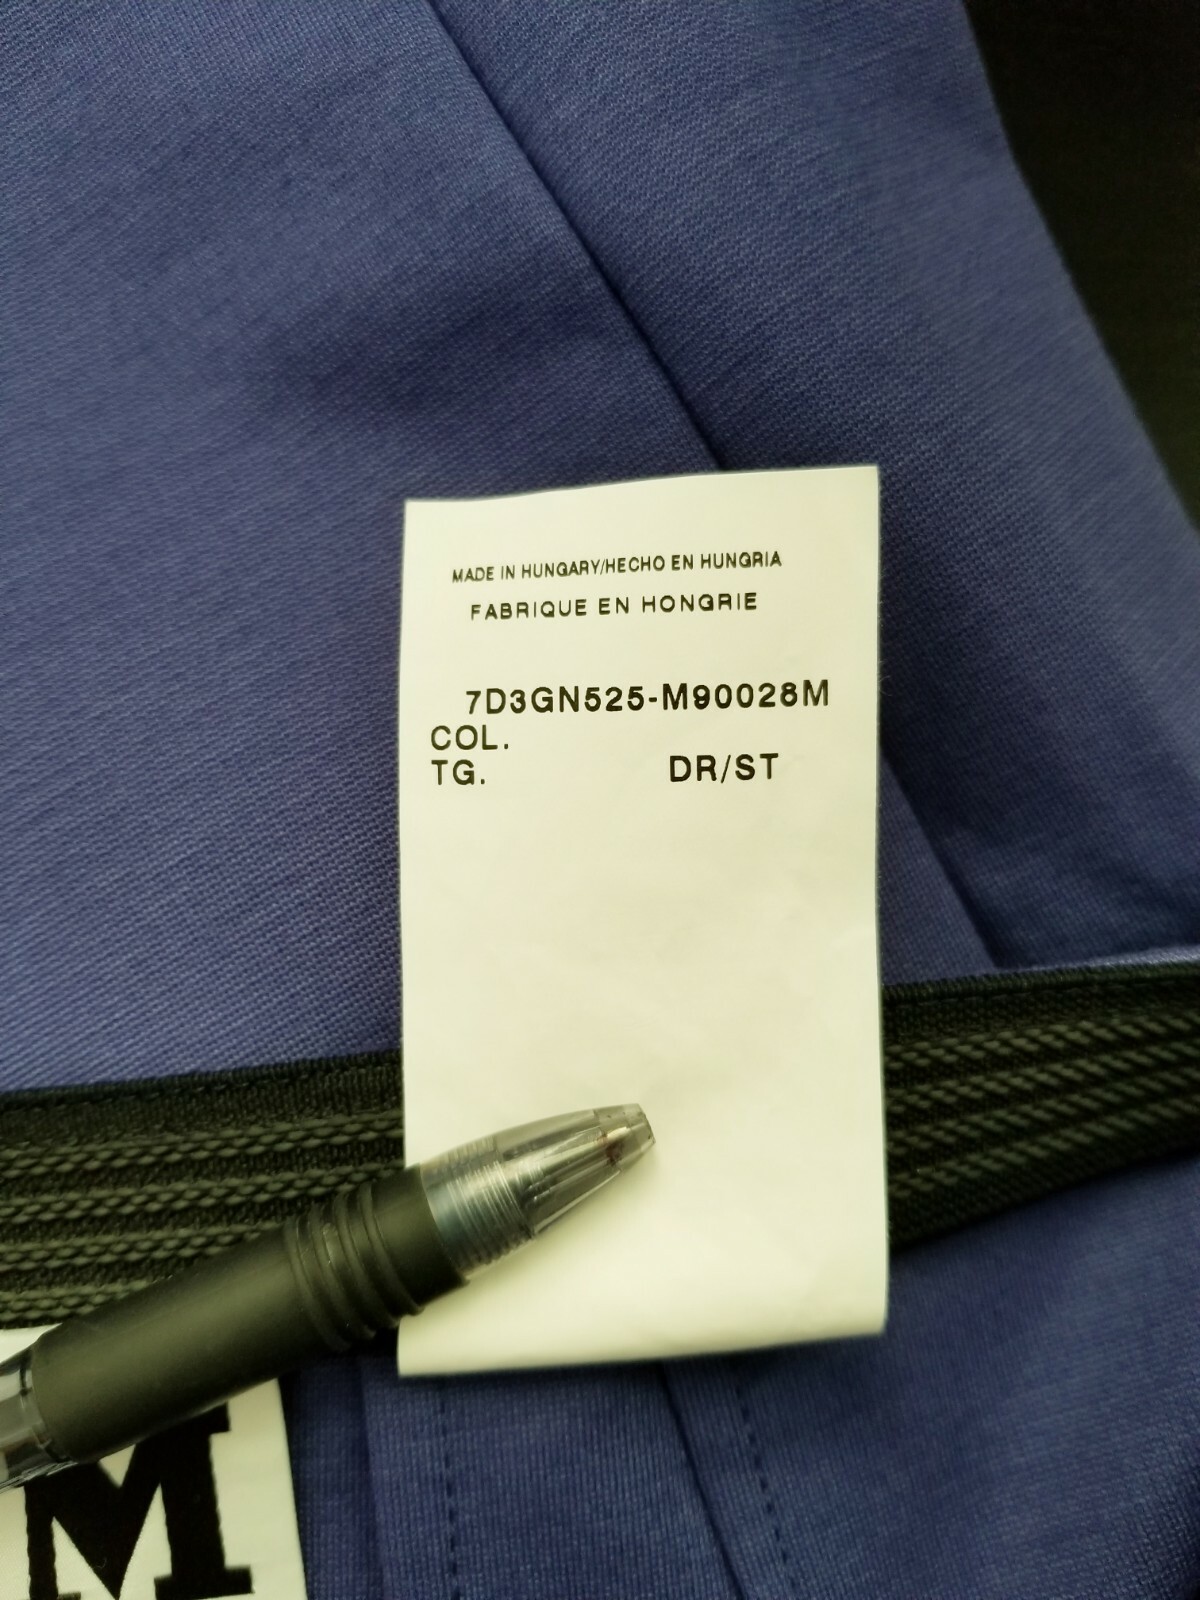 MADE IN HUNGARY/HECHO EN HUNGRIA
FABRIQUE EN HONGRIE
7D3GN525-M90028M
COL.
TG. DR/ST
M